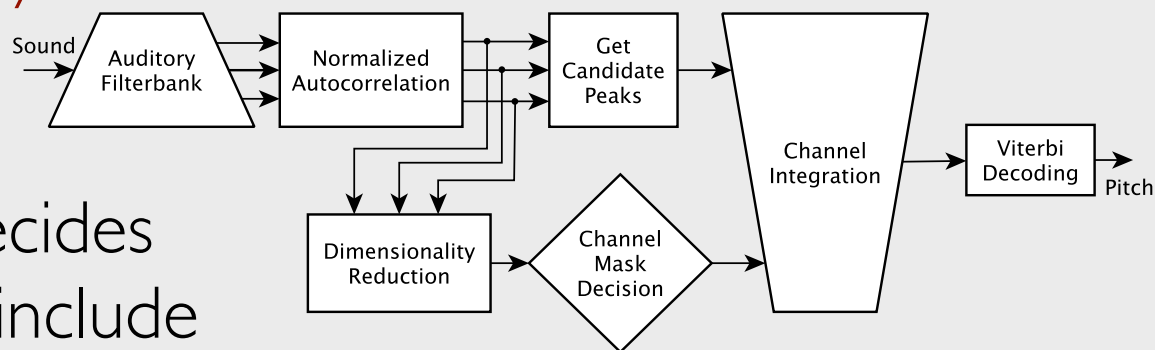 Sound
Auditory
Filterbank
Normalized
Autocorrelation
Get
Candidate
Peaks
Channel
Integration
Viterbi
Decoding
Pitch
Dimensionality
Reduction
Channel
Mask
Decision
ecides
include